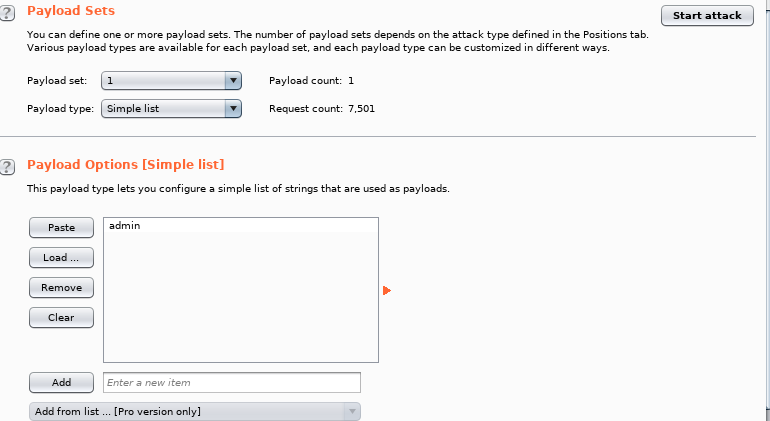 Payload Sets
Start attack
You can define one or more payload sets. The number of payload sets depends on the attack type defined in the Positions tab.
Various payload types are available for each payload set, and each payload type can be customized in different ways.
Payload set: 1 Payload count: 1
Payload type: Simple list Request count: 7,501
Payload Options [Simple list]
This payload type lets you configure a simple list of strings that are used as payloads.
Paste
admin
Load ...
Remove
Clear
Add
Enter a new item
Add from list ... [Pro version only]